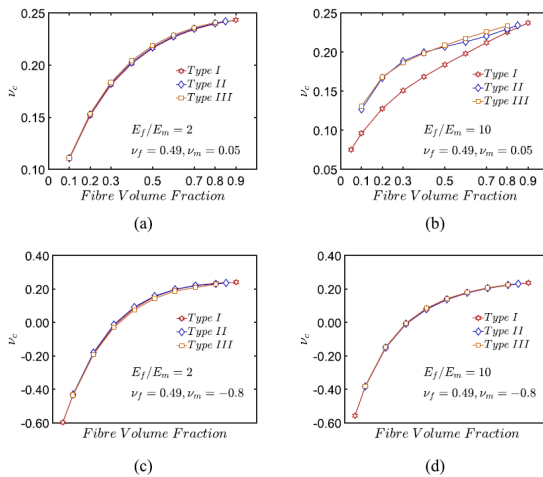 0.25
0.20
0.15
0.10
ν_c
Type I
Type II
Type III
E_f/E_m = 2
ν_f = 0.49, ν_m = 0.05
0 0.1 0.2 0.3 0.5 0.7 0.8 0.9
Fibre Volume Fraction
(a)
0.25
0.20
0.15
0.10
0.05
ν_c
Type I
Type II
Type III
E_f/E_m = 10
ν_f = 0.49, ν_m = 0.05
0 0.1 0.2 0.3 0.5 0.7 0.8 0.9
Fibre Volume Fraction
(b)
0.40
0.20
0.00
-0.20
-0.40
-0.60
ν_c
Type I
Type II
Type III
E_f/E_m = 2
ν_f = 0.49, ν_m = −0.8
Fibre Volume Fraction
(c)
0.40
0.20
0.00
-0.20
-0.40
-0.60
ν_c
Type I
Type II
Type III
E_f/E_m = 10
ν_f = 0.49, ν_m = −0.8
Fibre Volume Fraction
(d)